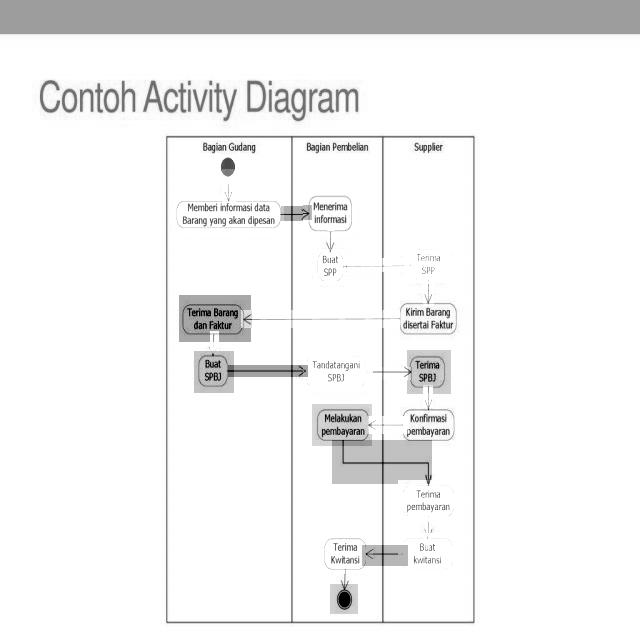 Contoh Activity Diagram
Bagian Gudang
Bagian Pembelian
Supplier
Memberi informasi data
Barang yang akan dipesan
Menerima
informasi
Buat
SPP
Terima
SPP
Terima Barang
dan Faktur
Kirim Barang
disertai Faktur
Buat
SPBJ
Tandatangani
SPBJ
Terima
SPBJ
Melakukan
pembayaran
Konfirmasi
pembayaran
Terima
pembayaran
Terima
Kwitansi
Buat
kwitansi